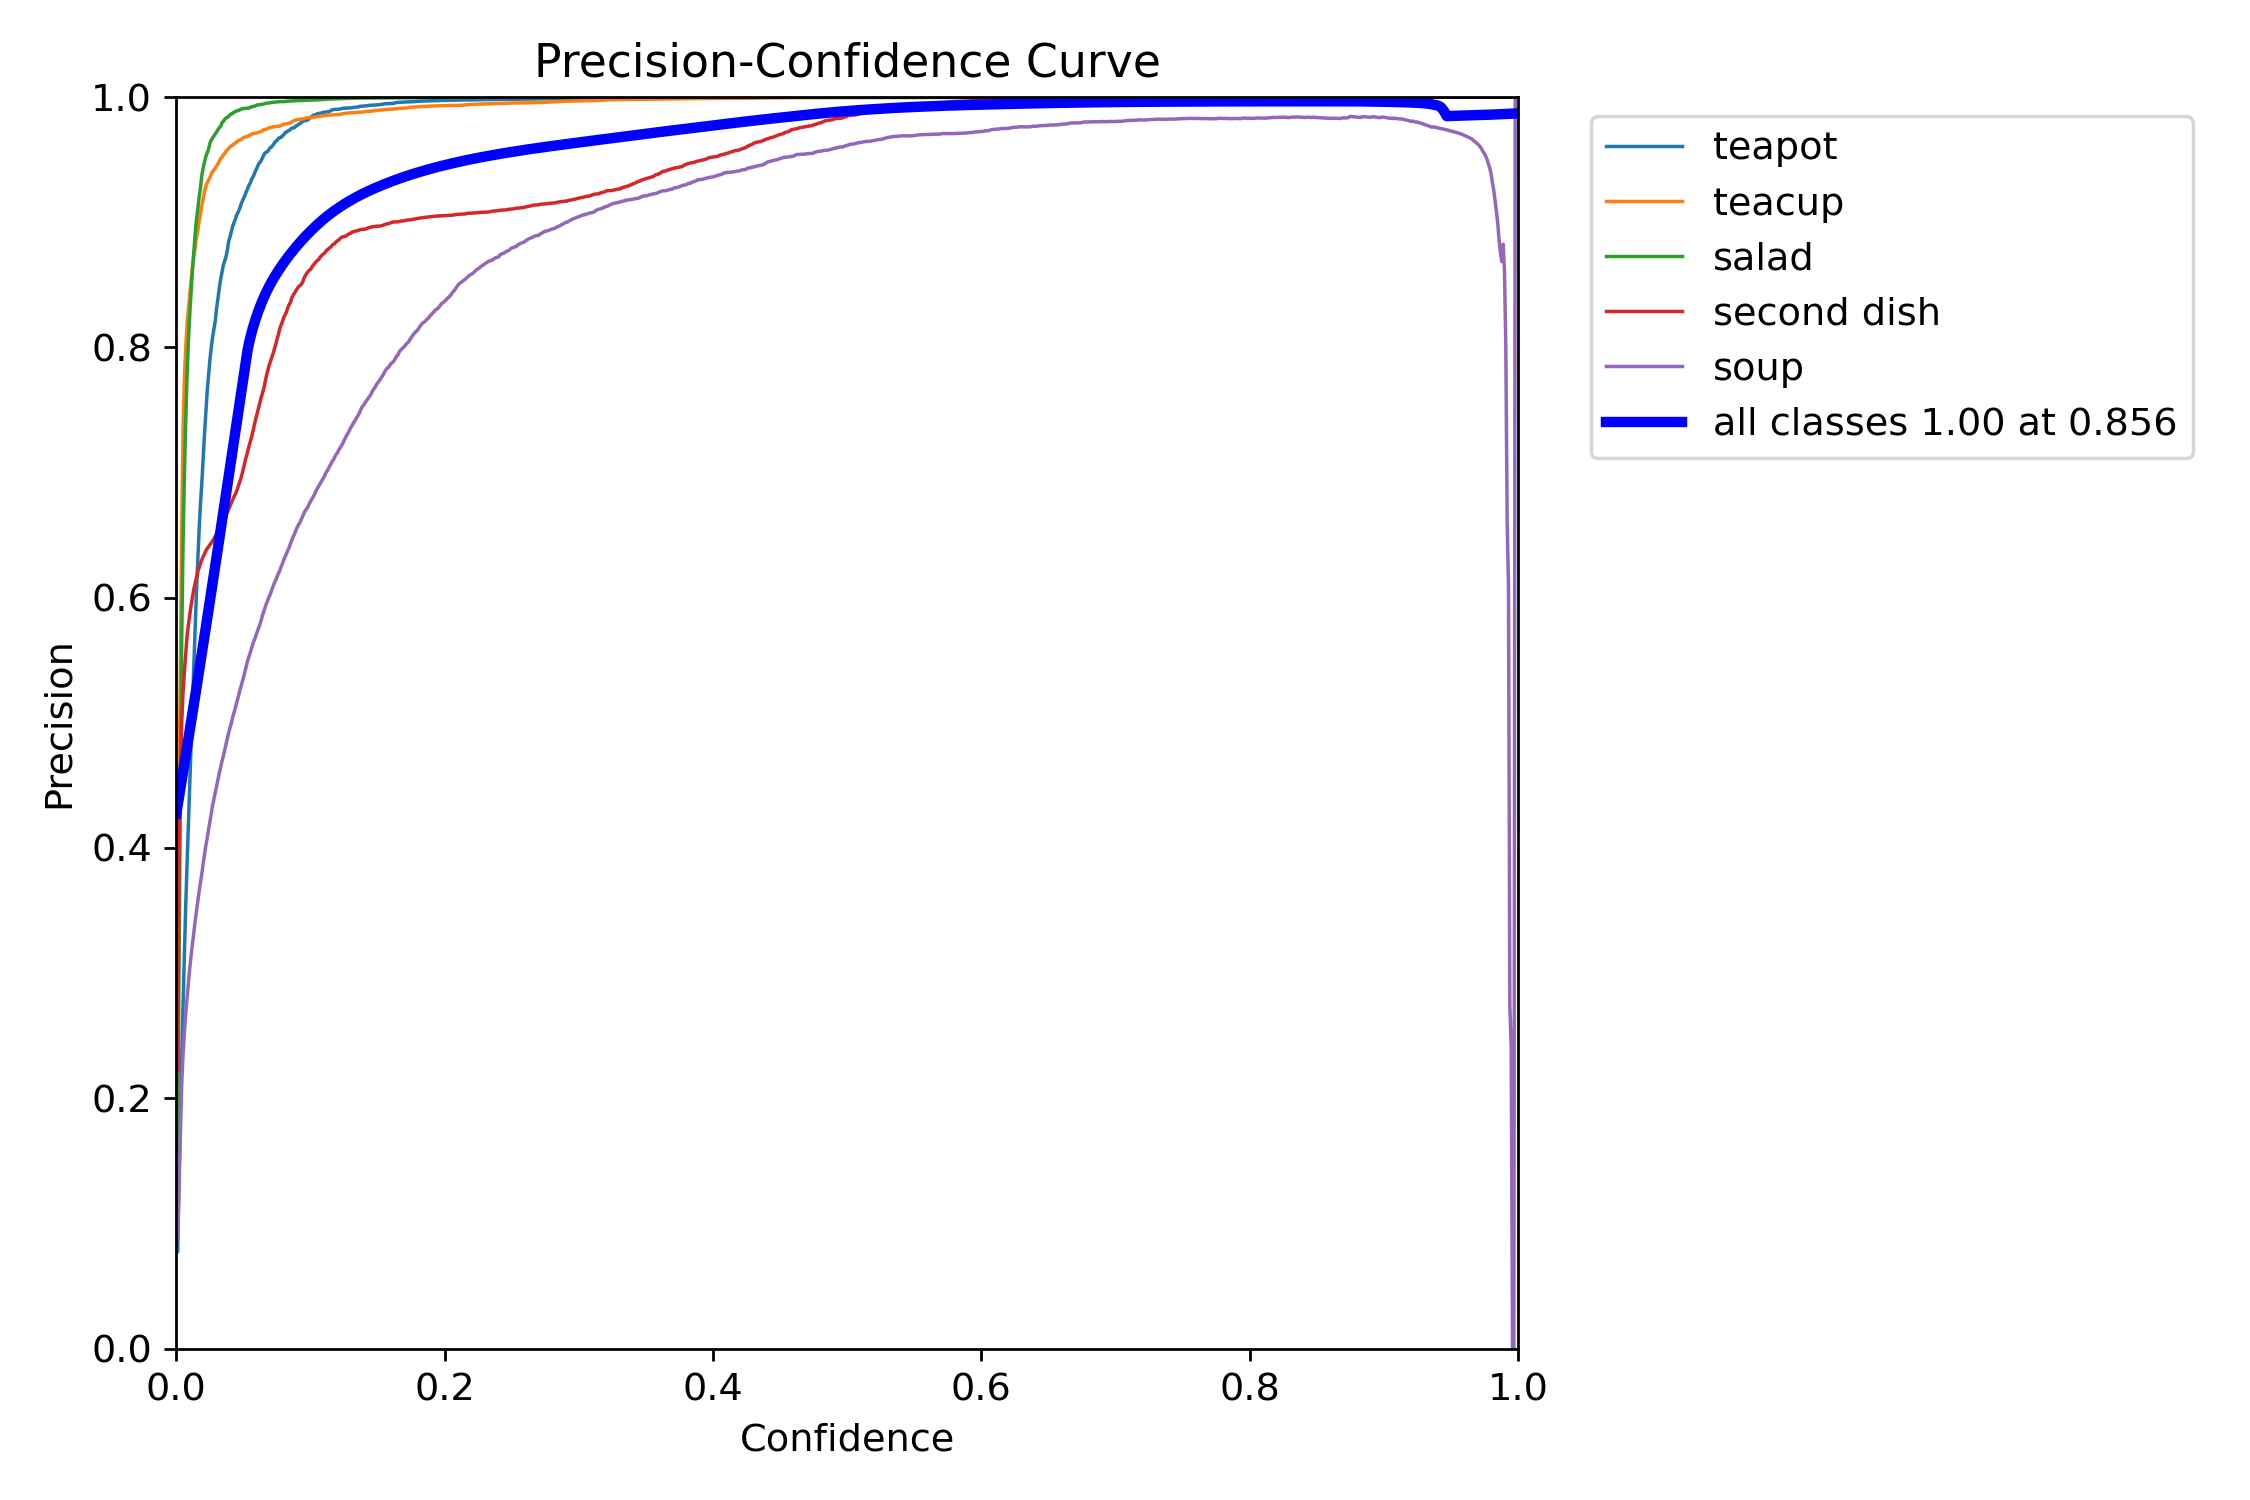 Precision-Confidence Curve
1.0
0.8
0.6
0.4
0.2
0.0
Precision
0.0 0.2 0.4 0.6 0.8 1.0
Confidence
teapot
teacup
salad
second dish
soup
all classes 1.00 at 0.856